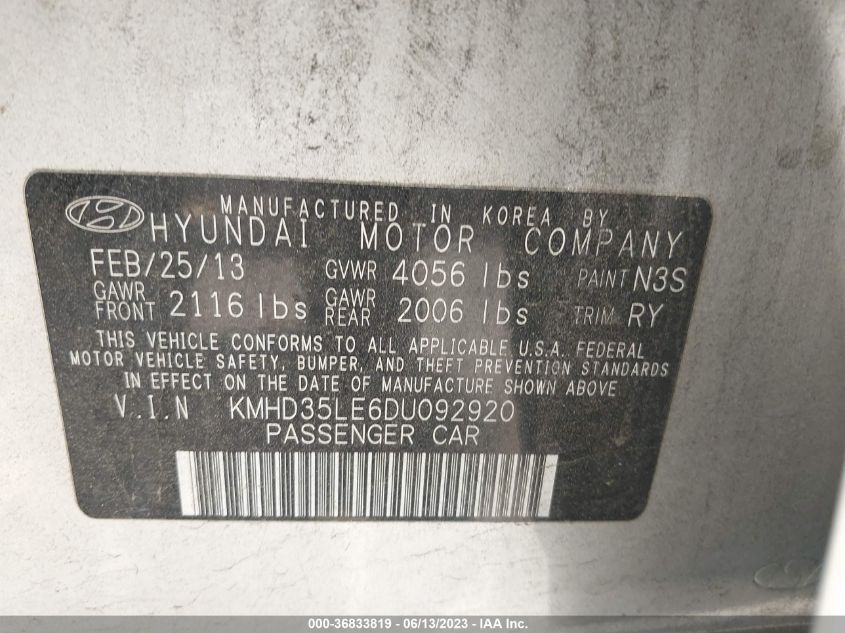 MANUFACTURED IN KOREA BY
HYUNDAI MOTOR COMPANY
FEB/25/13 GVWR 4056 lbs PAINT N3S
GAWR FRONT 2116 lbs GAWR REAR 2006 lbs TRIM RY
THIS VEHICLE CONFORMS TO ALL APPLICABLE U.S.A. FEDERAL
MOTOR VEHICLE SAFETY, BUMPER, AND THEFT PREVENTION STANDARDS
IN EFFECT ON THE DATE OF MANUFACTURE SHOWN ABOVE
V.I.N KMHD35LE6DU092920
PASSENGER CAR
000-36833819 - 06/13/2023 - IAA Inc.